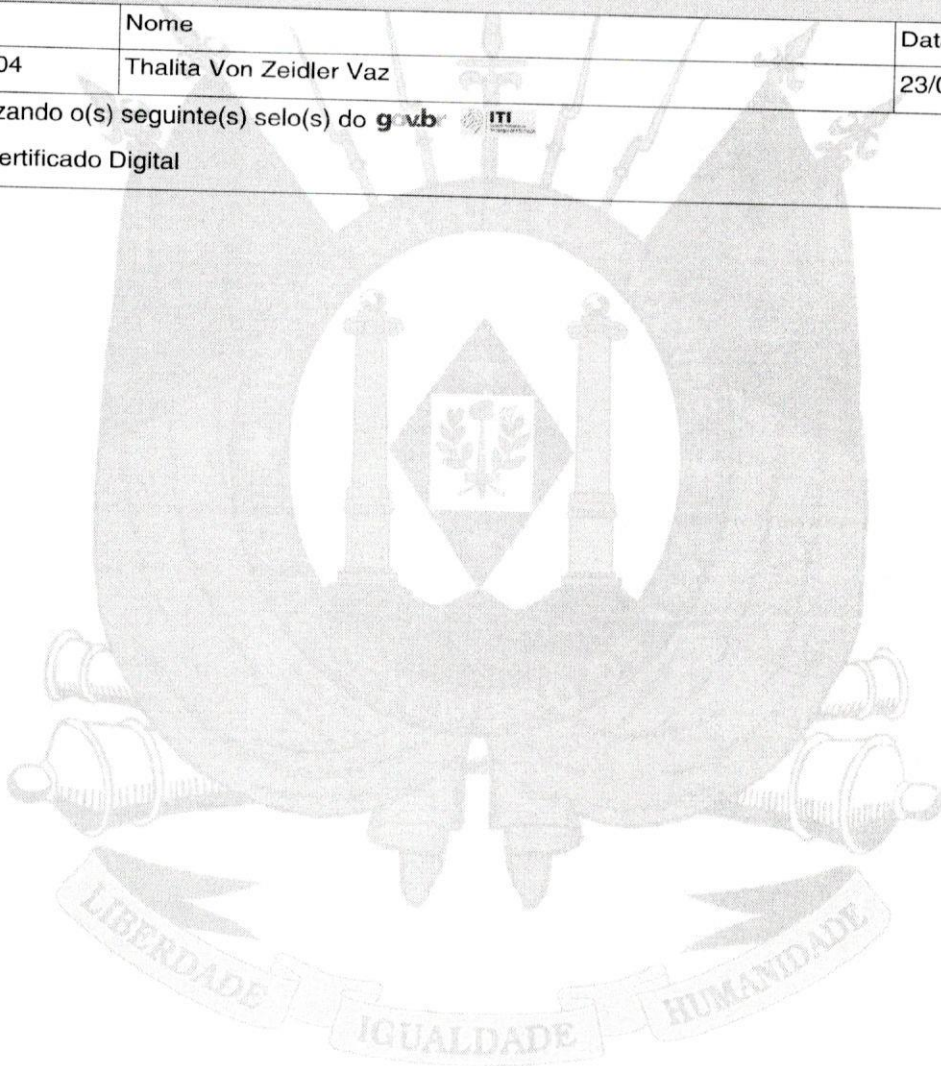 Nome Dat
04 Thalita Von Zeidler Vaz 23/0
zando o(s) seguinte(s) selo(s) do gov.br ITI
ertificado Digital
LIBERDADE IGUALDADE HUMANIDADE